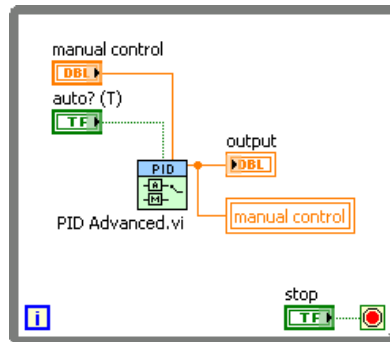 manual control
DBL
auto? (T)
TF
PID
A
M
PID Advanced.vi
output
DBL
manual control
i
stop
TF